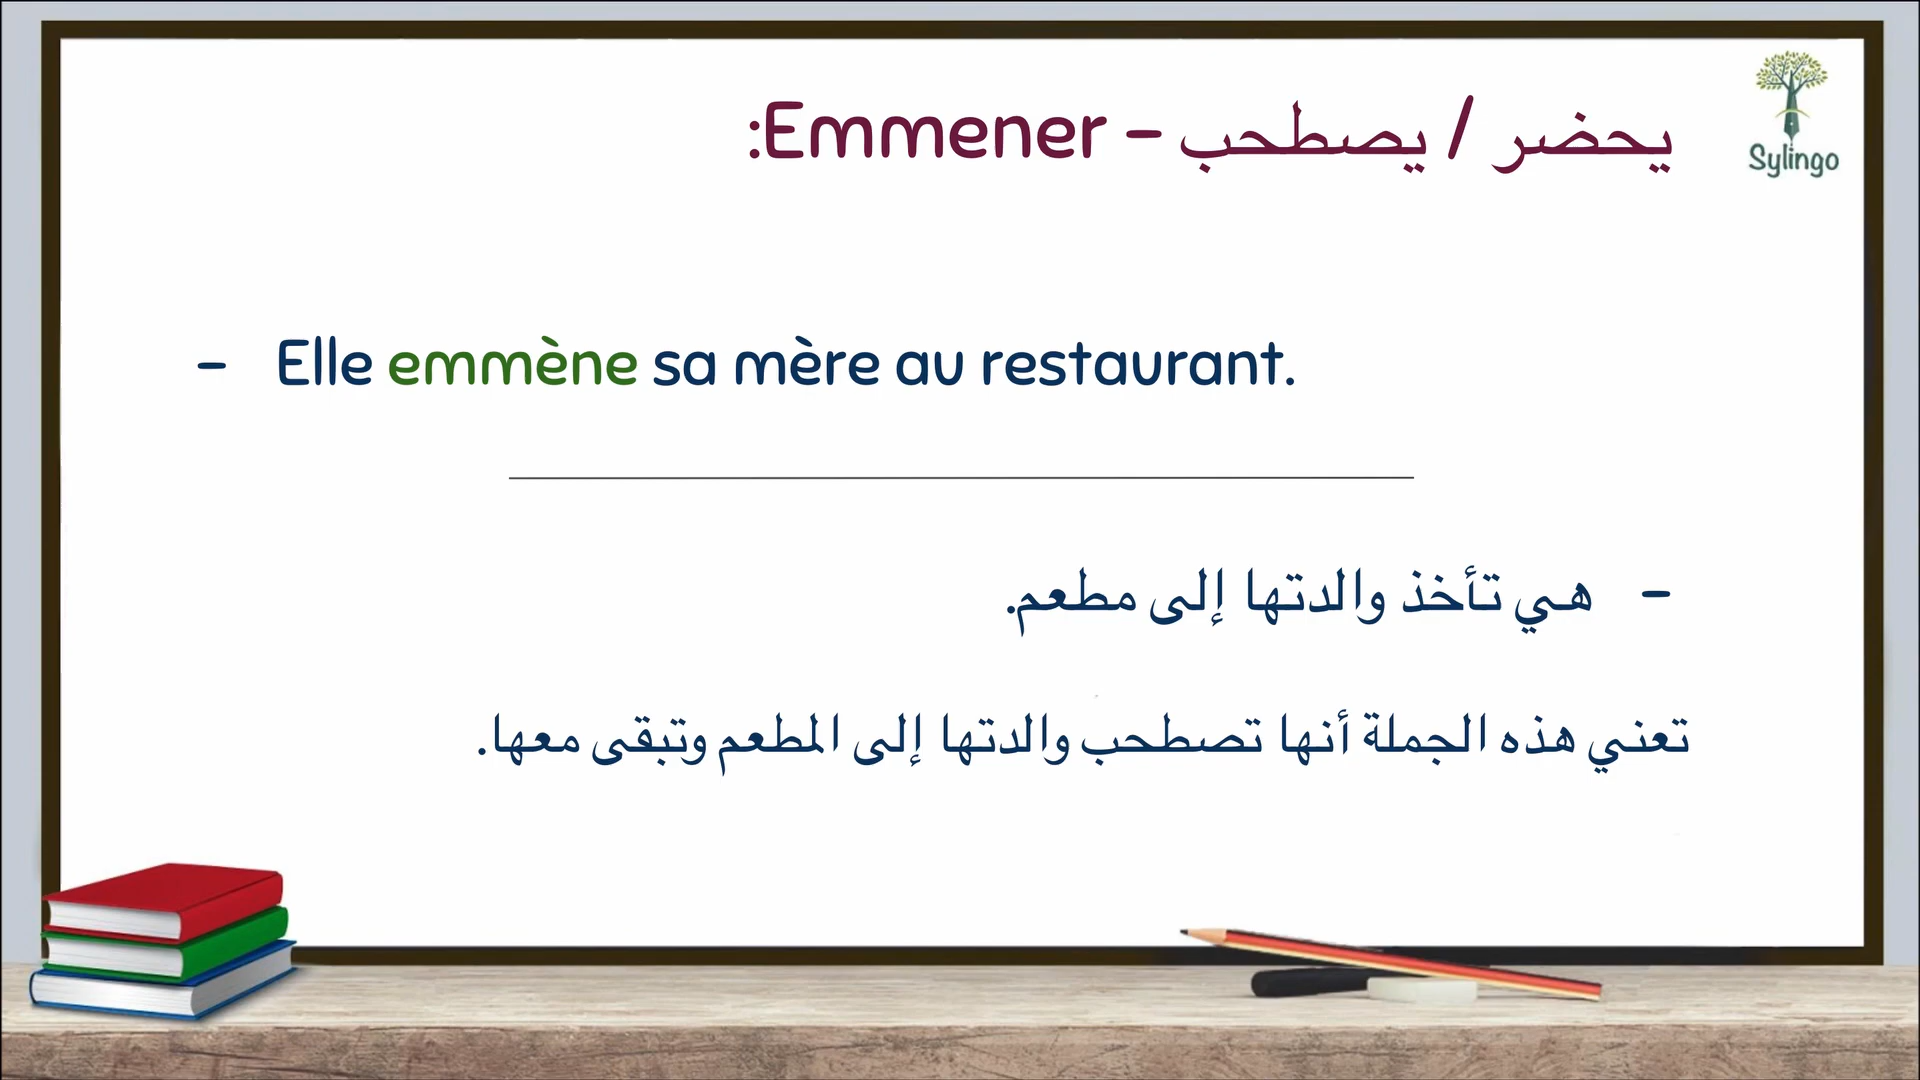 يحضر / يصطحب – Emmener:
Sylingo
- Elle emmène sa mère au restaurant.
- هي تأخذ والدتها إلى مطعم.
تعني هذه الجملة أنها تصطحب والدتها إلى المطعم وتبقى معها.